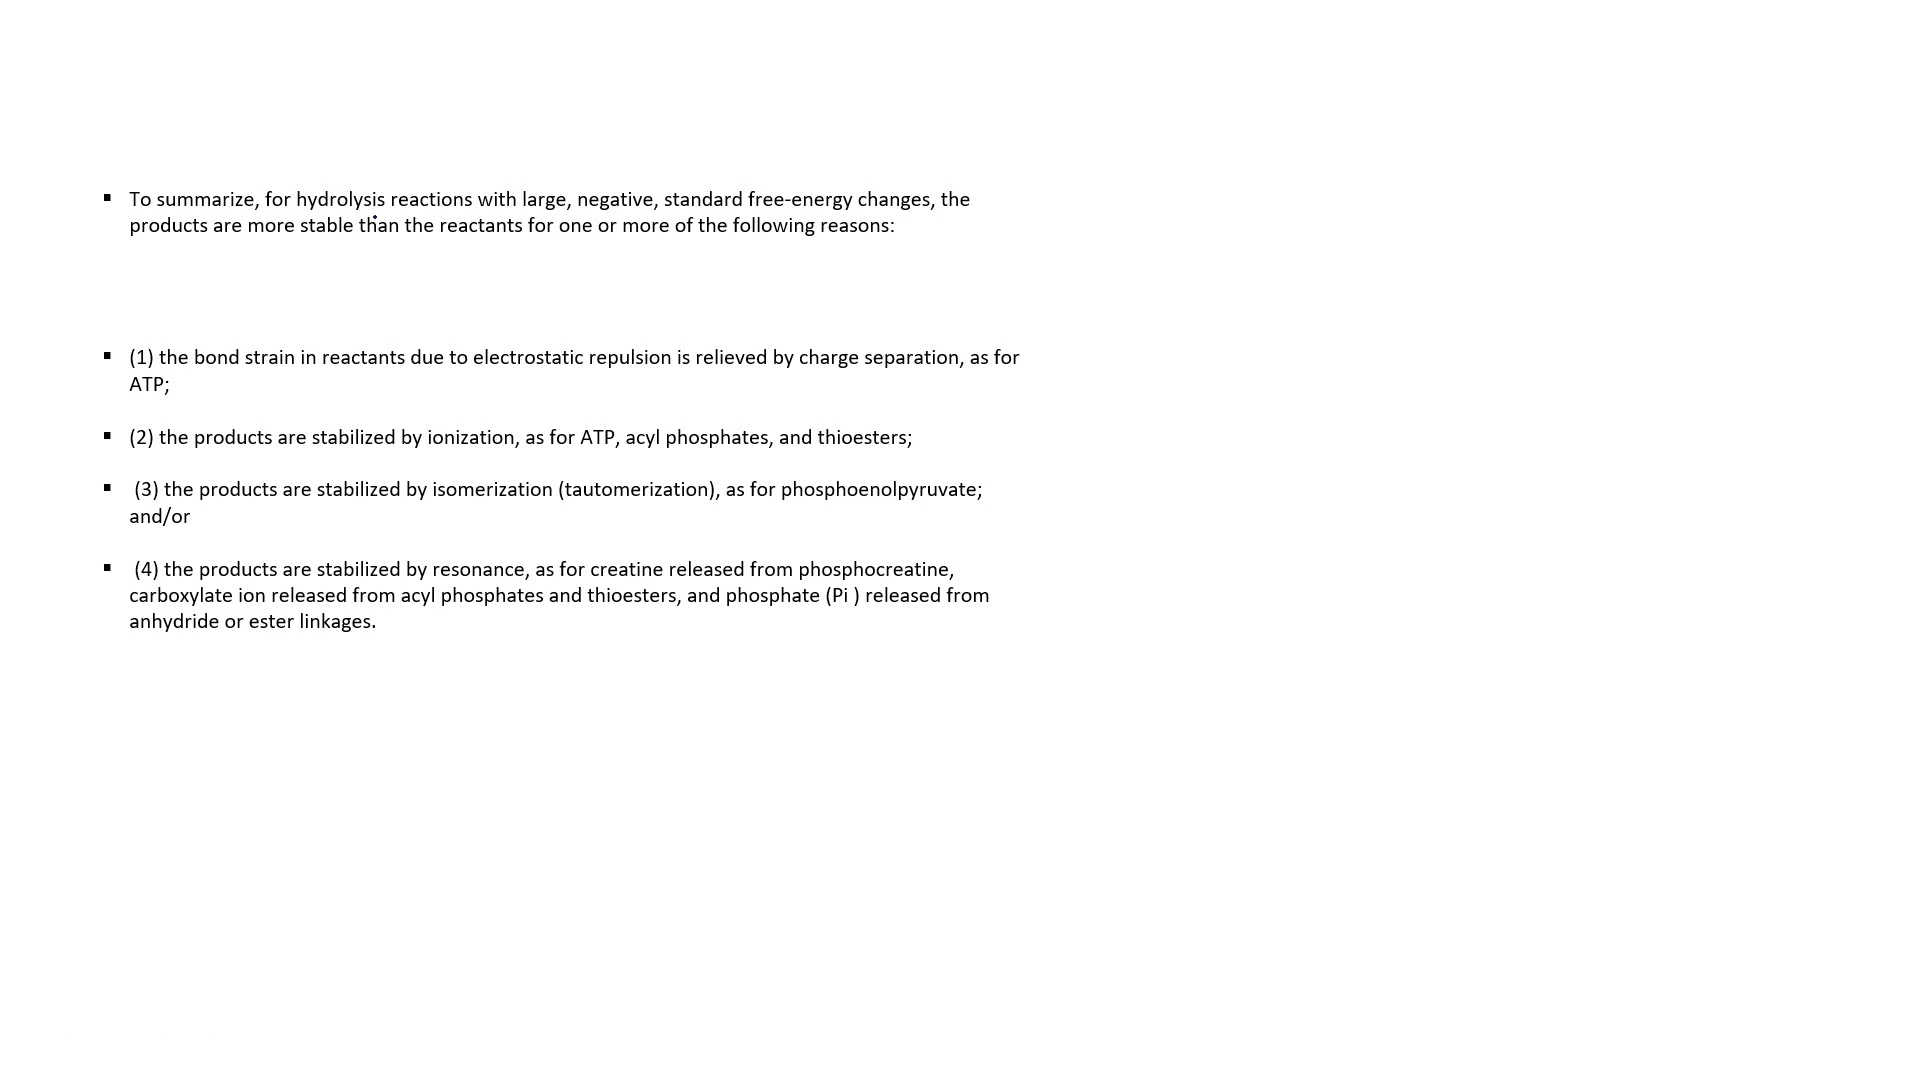 ▪ To summarize, for hydrolysis reactions with large, negative, standard free-energy changes, the
products are more stable than the reactants for one or more of the following reasons:
▪ (1) the bond strain in reactants due to electrostatic repulsion is relieved by charge separation, as for
ATP;
▪ (2) the products are stabilized by ionization, as for ATP, acyl phosphates, and thioesters;
▪ (3) the products are stabilized by isomerization (tautomerization), as for phosphoenolpyruvate;
and/or
▪ (4) the products are stabilized by resonance, as for creatine released from phosphocreatine,
carboxylate ion released from acyl phosphates and thioesters, and phosphate (Pi ) released from
anhydride or ester linkages.